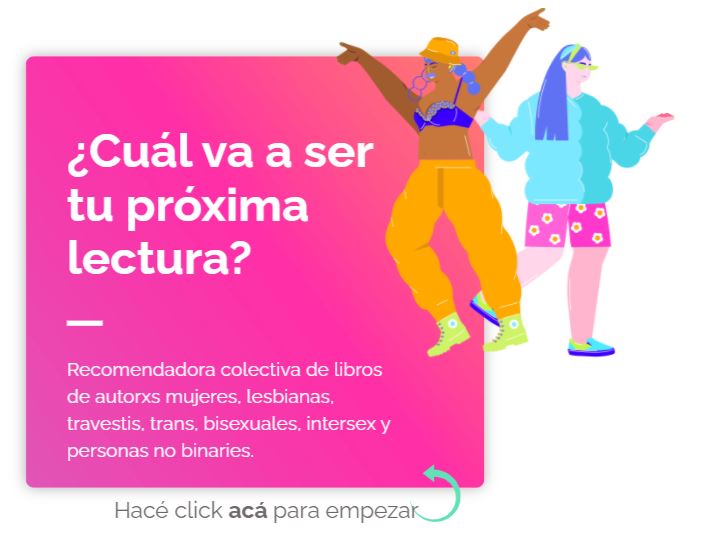 ¿Cuál va a ser
tu próxima
lectura?
Recomendadora colectiva de libros
de autorxs mujeres, lesbianas,
travestis, trans, bisexuales, intersex y
personas no binaries.
Hacé click acá para empezar